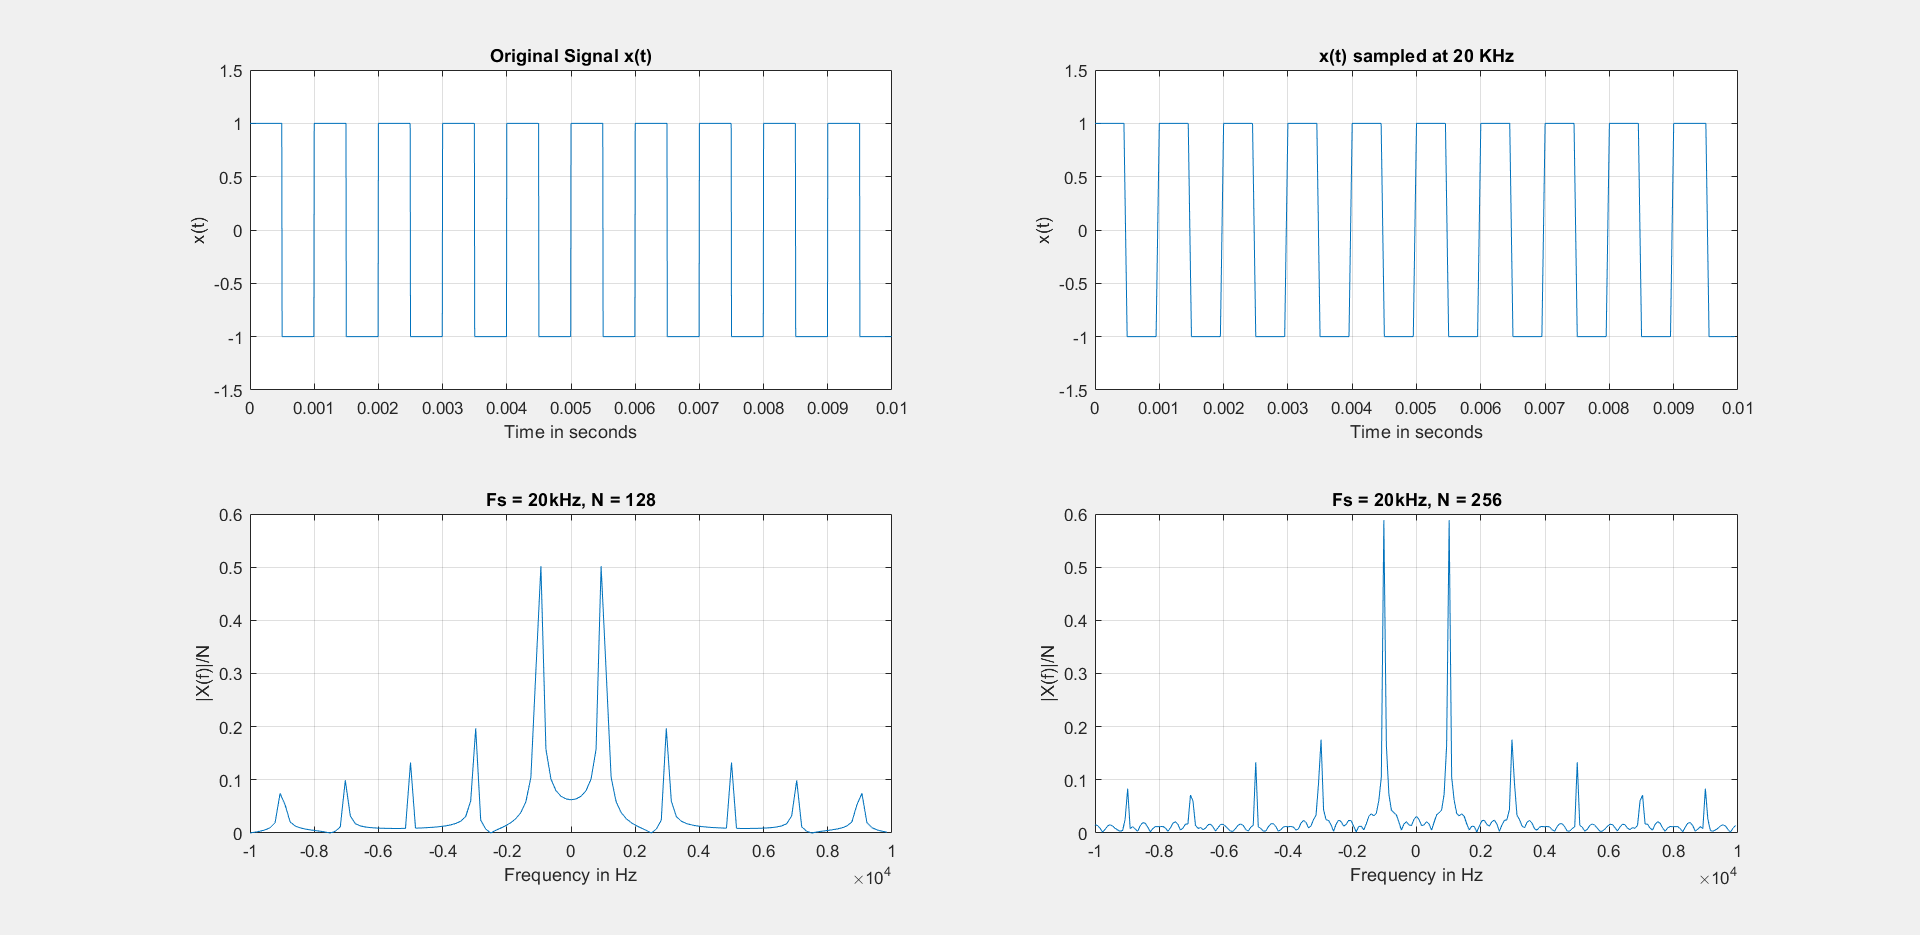 Original Signal x(t)
1.5
1
0.5
0
-0.5
-1
-1.5
x(t)
0 0.001 0.002 0.003 0.004 0.005 0.006 0.007 0.008 0.009 0.01
Time in seconds
x(t) sampled at 20 KHz
1.5
1
0.5
0
-0.5
-1
-1.5
x(t)
0 0.001 0.002 0.003 0.004 0.005 0.006 0.007 0.008 0.009 0.01
Time in seconds
Fs = 20kHz, N = 128
0.6
0.5
0.4
0.3
0.2
0.1
0
|X(f)|/N
-1 -0.8 -0.6 -0.4 -0.2 0 0.2 0.4 0.6 0.8 1
Frequency in Hz
×10⁴
Fs = 20kHz, N = 256
0.6
0.5
0.4
0.3
0.2
0.1
0
|X(f)|/N
-1 -0.8 -0.6 -0.4 -0.2 0 0.2 0.4 0.6 0.8 1
Frequency in Hz
×10⁴